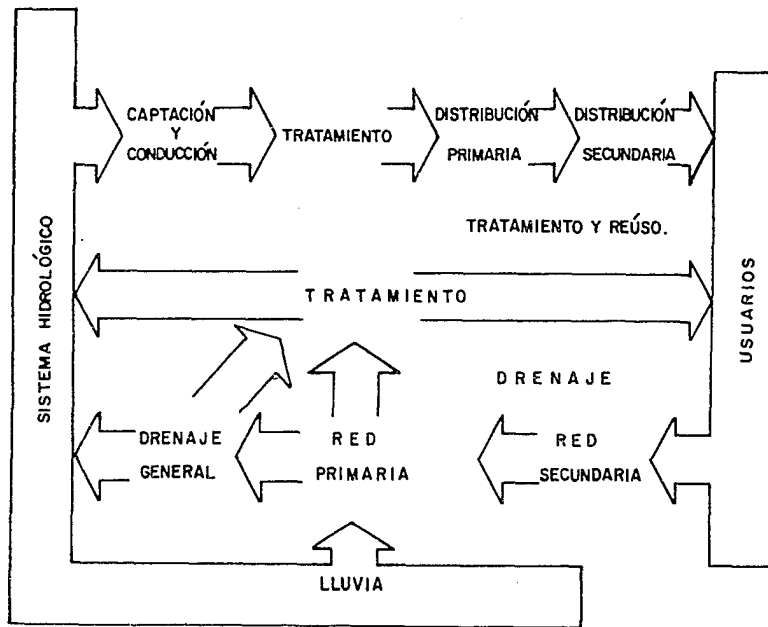 CAPTACIÓN
Y
CONDUCCIÓN
TRATAMIENTO
DISTRIBUCIÓN
PRIMARIA
DISTRIBUCIÓN
SECUNDARIA
TRATAMIENTO Y REÚSO.
SISTEMA HIDROLÓGICO
TRATAMIENTO
USUARIOS
DRENAJE
DRENAJE
GENERAL
RED
PRIMARIA
RED
SECUNDARIA
LLUVIA